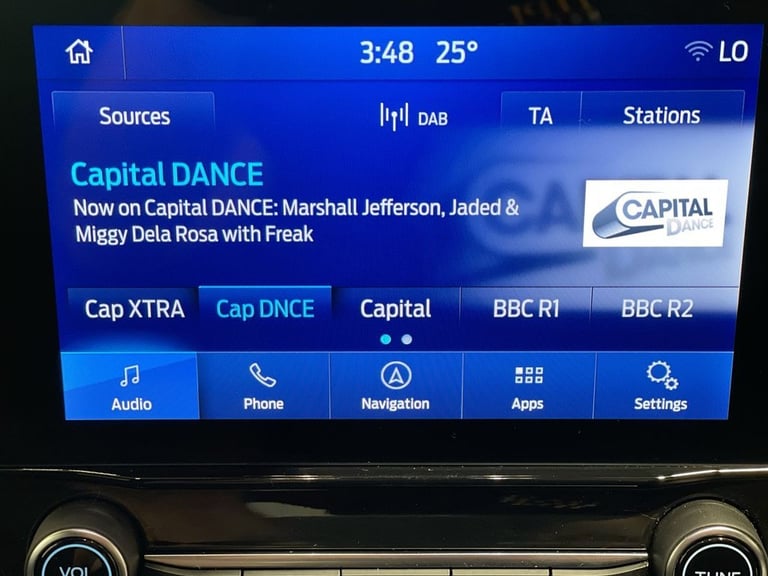 3:48 25° LO
Sources DAB TA Stations
Capital DANCE
Now on Capital DANCE: Marshall Jefferson, Jaded &
Miggy Dela Rosa with Freak
CAPITAL
DANCE
Cap XTRA Cap DNCE Capital BBC R1 BBC R2
Audio Phone Navigation Apps Settings
VOL TUNE